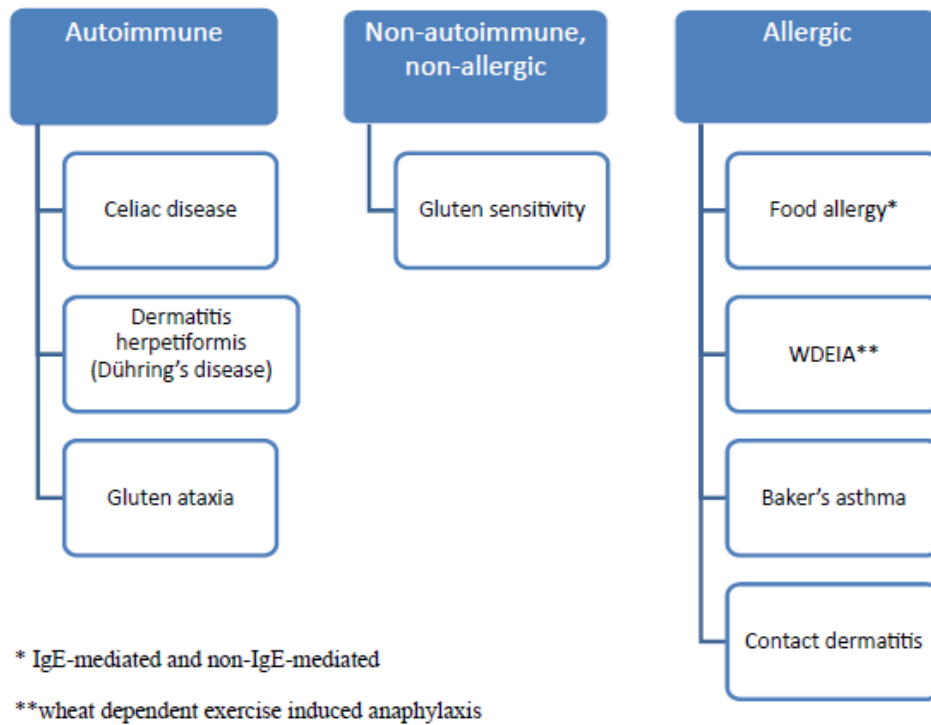 Autoimmune
Celiac disease
Dermatitis
herpetiformis
(Dühring's disease)
Gluten ataxia
Non-autoimmune,
non-allergic
Gluten sensitivity
Allergic
Food allergy*
WDEIA**
Baker's asthma
Contact dermatitis
* IgE-mediated and non-IgE-mediated
**wheat dependent exercise induced anaphylaxis